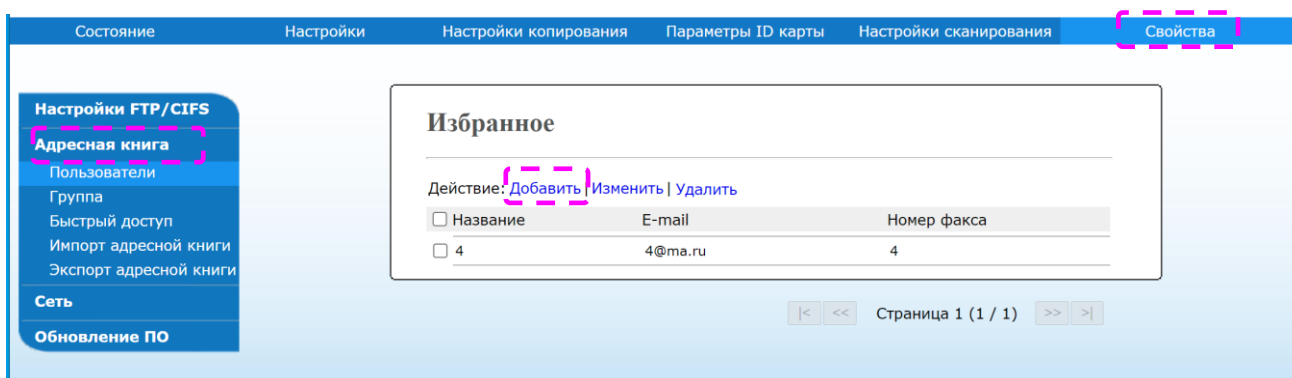 Состояние Настройки Настройки копирования Параметры ID карты Настройки сканирования Свойства
Настройки FTP/CIFS
Адресная книга
Пользователи
Группа
Быстрый доступ
Импорт адресной книги
Экспорт адресной книги
Сеть
Обновление ПО
Избранное
Действие: Добавить | Изменить | Удалить
Название E-mail Номер факса
4 4@ma.ru 4
|< << Страница 1 (1 / 1) >> >|